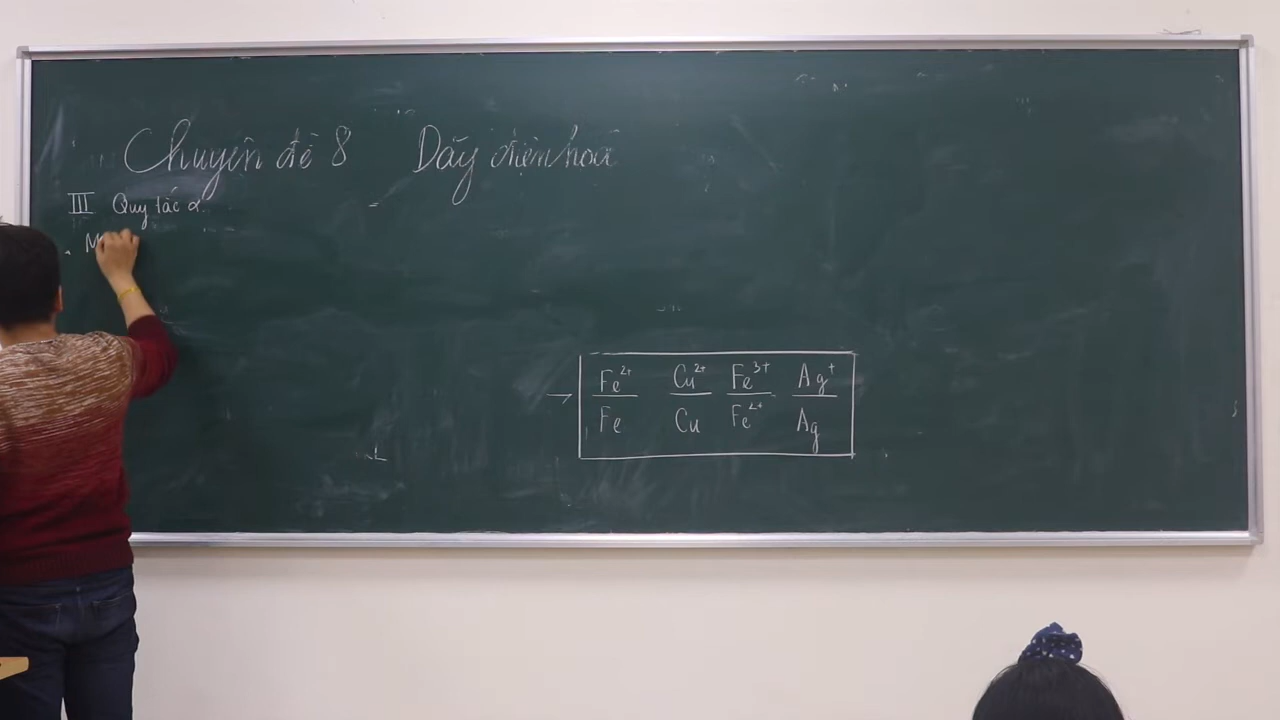 Chuyên đề 8 Dãy điện hoá
III Quy tắc α
M
→ Fe²⁺ Cu²⁺ Fe³⁺ Ag⁺
Fe Cu Fe²⁺ Ag